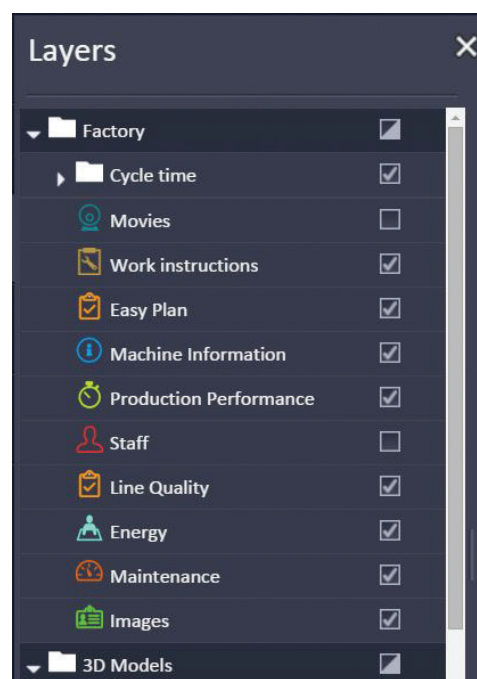 Layers
Factory
Cycle time
Movies
Work instructions
Easy Plan
Machine Information
Production Performance
Staff
Line Quality
Energy
Maintenance
Images
3D Models